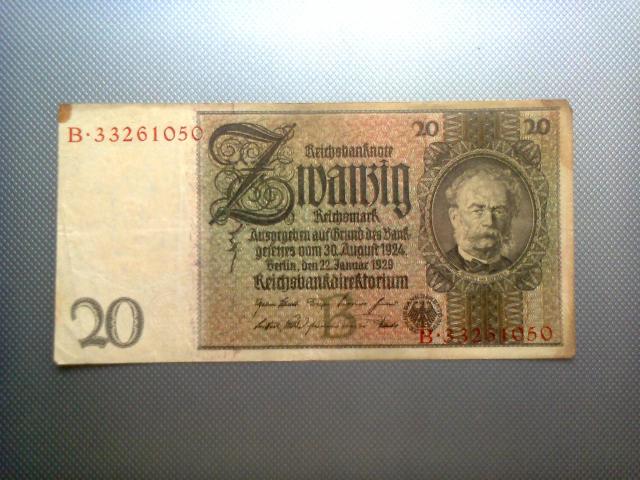 B·33261050
20 20
Reichsbanknote
Zwanzig
Reichsmark
Ausgegeben auf Grund des Bank-
gesetzes vom 30. August 1924
Berlin, den 22. Januar 1929
Reichsbankdirektorium
B
20
B·33261050